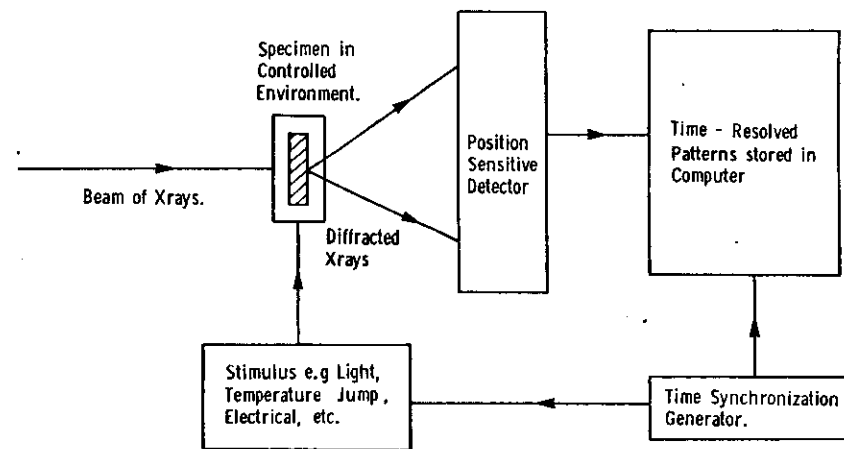 Specimen in
Controlled
Environment.
Beam of Xrays.
Diffracted
Xrays
Position
Sensitive
Detector
Time - Resolved
Patterns stored in
Computer
Stimulus e.g Light,
Temperature Jump,
Electrical, etc.
Time Synchronization
Generator.